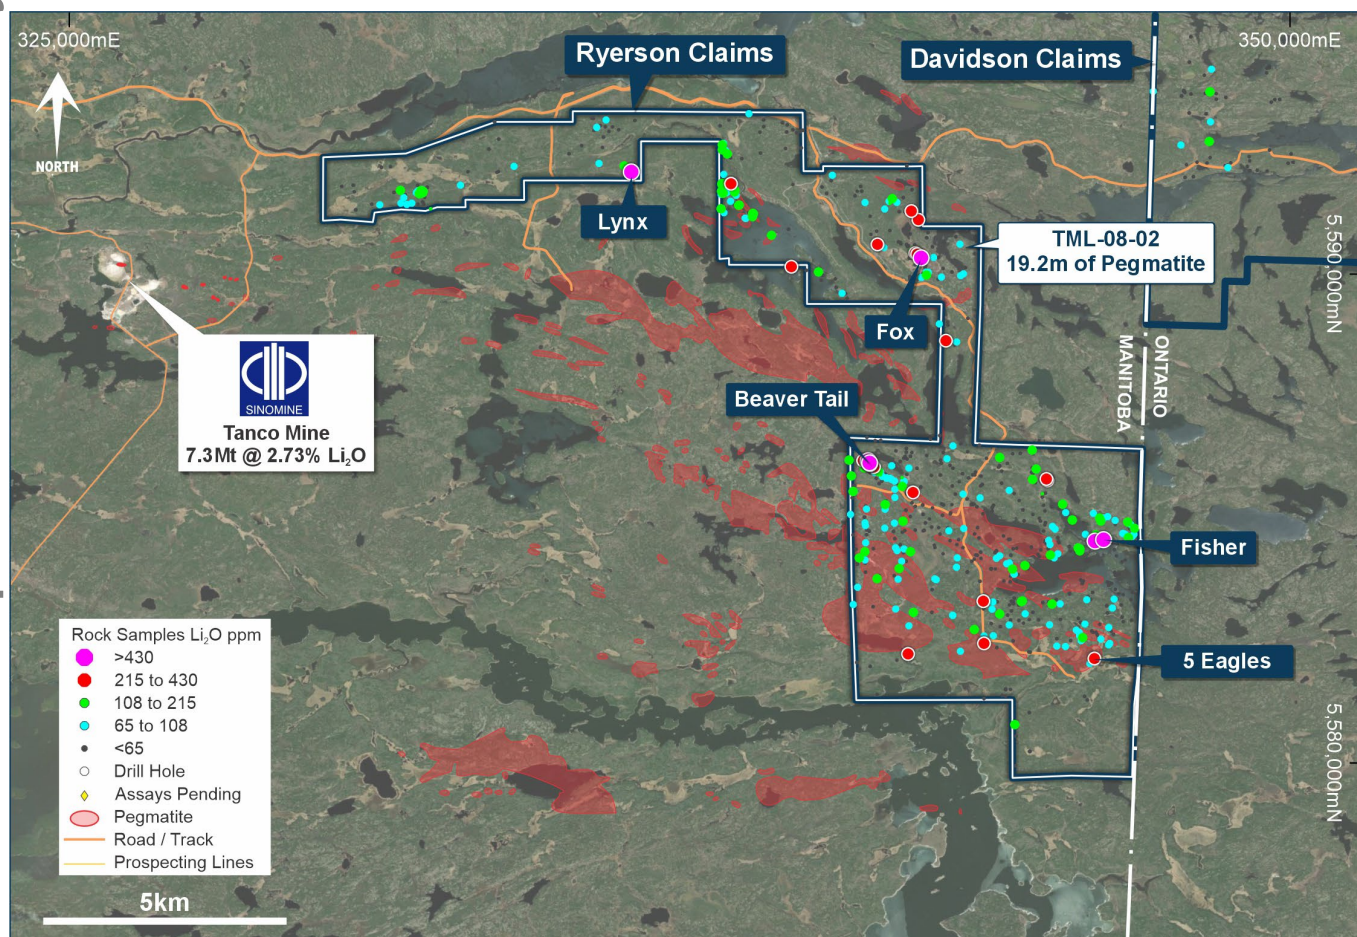 325,000mE
350,000mE
Ryerson Claims
Davidson Claims
NORTH
Lynx
TML-08-02
19.2m of Pegmatite
5,590,000mN
Fox
ONTARIO
MANITOBA
SINOMINE
Tanco Mine
7.3Mt @ 2.73% Li₂O
Beaver Tail
Fisher
5 Eagles
5,580,000mN
Rock Samples Li₂O ppm
>430
215 to 430
108 to 215
65 to 108
<65
Drill Hole
Assays Pending
Pegmatite
Road / Track
Prospecting Lines
5km